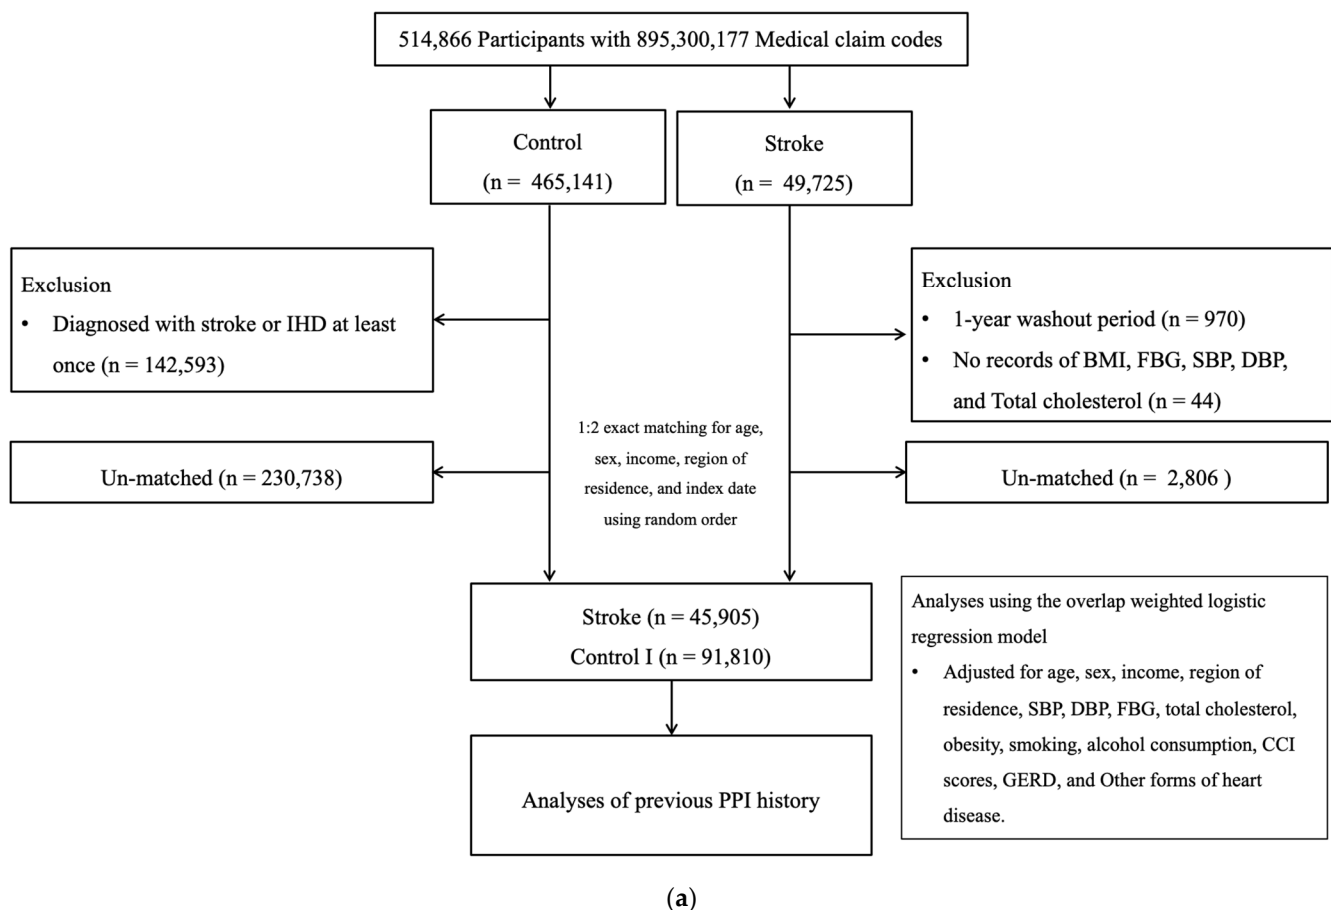 514,866 Participants with 895,300,177 Medical claim codes
Control
(n = 465,141)
Stroke
(n = 49,725)
Exclusion
• Diagnosed with stroke or IHD at least
once (n = 142,593)
Exclusion
• 1-year washout period (n = 970)
• No records of BMI, FBG, SBP, DBP,
and Total cholesterol (n = 44)
1:2 exact matching for age,
sex, income, region of
residence, and index date
using random order
Un-matched (n = 230,738)
Un-matched (n = 2,806 )
Stroke (n = 45,905)
Control I (n = 91,810)
Analyses using the overlap weighted logistic
regression model
• Adjusted for age, sex, income, region of
residence, SBP, DBP, FBG, total cholesterol,
obesity, smoking, alcohol consumption, CCI
scores, GERD, and Other forms of heart
disease.
Analyses of previous PPI history
(a)